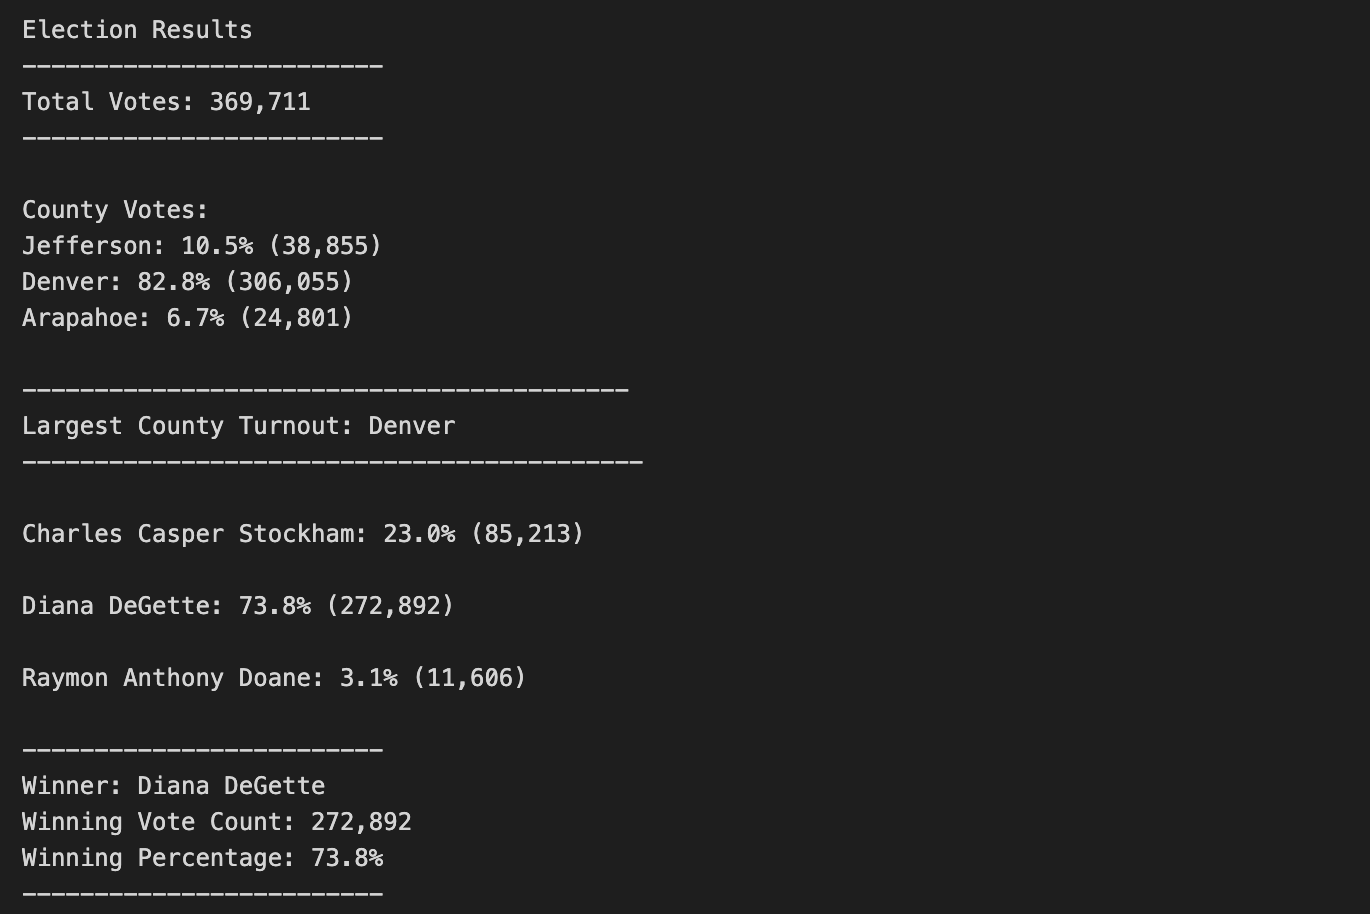 Election Results
-------------------------
Total Votes: 369,711
-------------------------
County Votes:
Jefferson: 10.5% (38,855)
Denver: 82.8% (306,055)
Arapahoe: 6.7% (24,801)
------------------------------------------
Largest County Turnout: Denver
-------------------------------------------
Charles Casper Stockham: 23.0% (85,213)
Diana DeGette: 73.8% (272,892)
Raymon Anthony Doane: 3.1% (11,606)
-------------------------
Winner: Diana DeGette
Winning Vote Count: 272,892
Winning Percentage: 73.8%
-------------------------